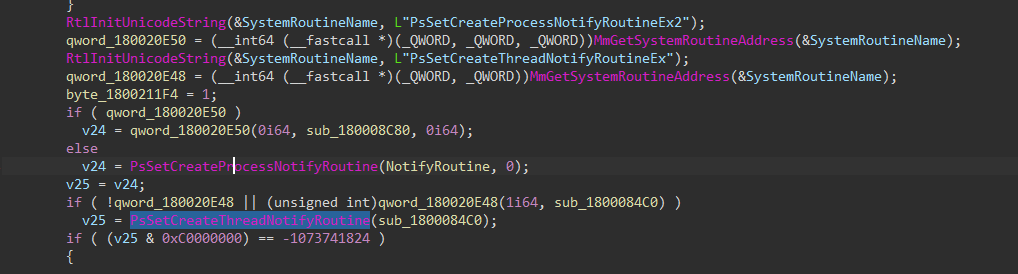 }
RtlInitUnicodeString(&SystemRoutineName, L"PsSetCreateProcessNotifyRoutineEx2");
qword_180020E50 = (__int64 (__fastcall *)(_QWORD, _QWORD, _QWORD))MmGetSystemRoutineAddress(&SystemRoutineName);
RtlInitUnicodeString(&SystemRoutineName, L"PsSetCreateThreadNotifyRoutineEx");
qword_180020E48 = (__int64 (__fastcall *)(_QWORD, _QWORD))MmGetSystemRoutineAddress(&SystemRoutineName);
byte_1800211F4 = 1;
if ( qword_180020E50 )
v24 = qword_180020E50(0i64, sub_180008C80, 0i64);
else
v24 = PsSetCreateProcessNotifyRoutine(NotifyRoutine, 0);
v25 = v24;
if ( !qword_180020E48 || (unsigned int)qword_180020E48(1i64, sub_1800084C0) )
v25 = PsSetCreateThreadNotifyRoutine(sub_1800084C0);
if ( (v25 & 0xC0000000) == -1073741824 )
{